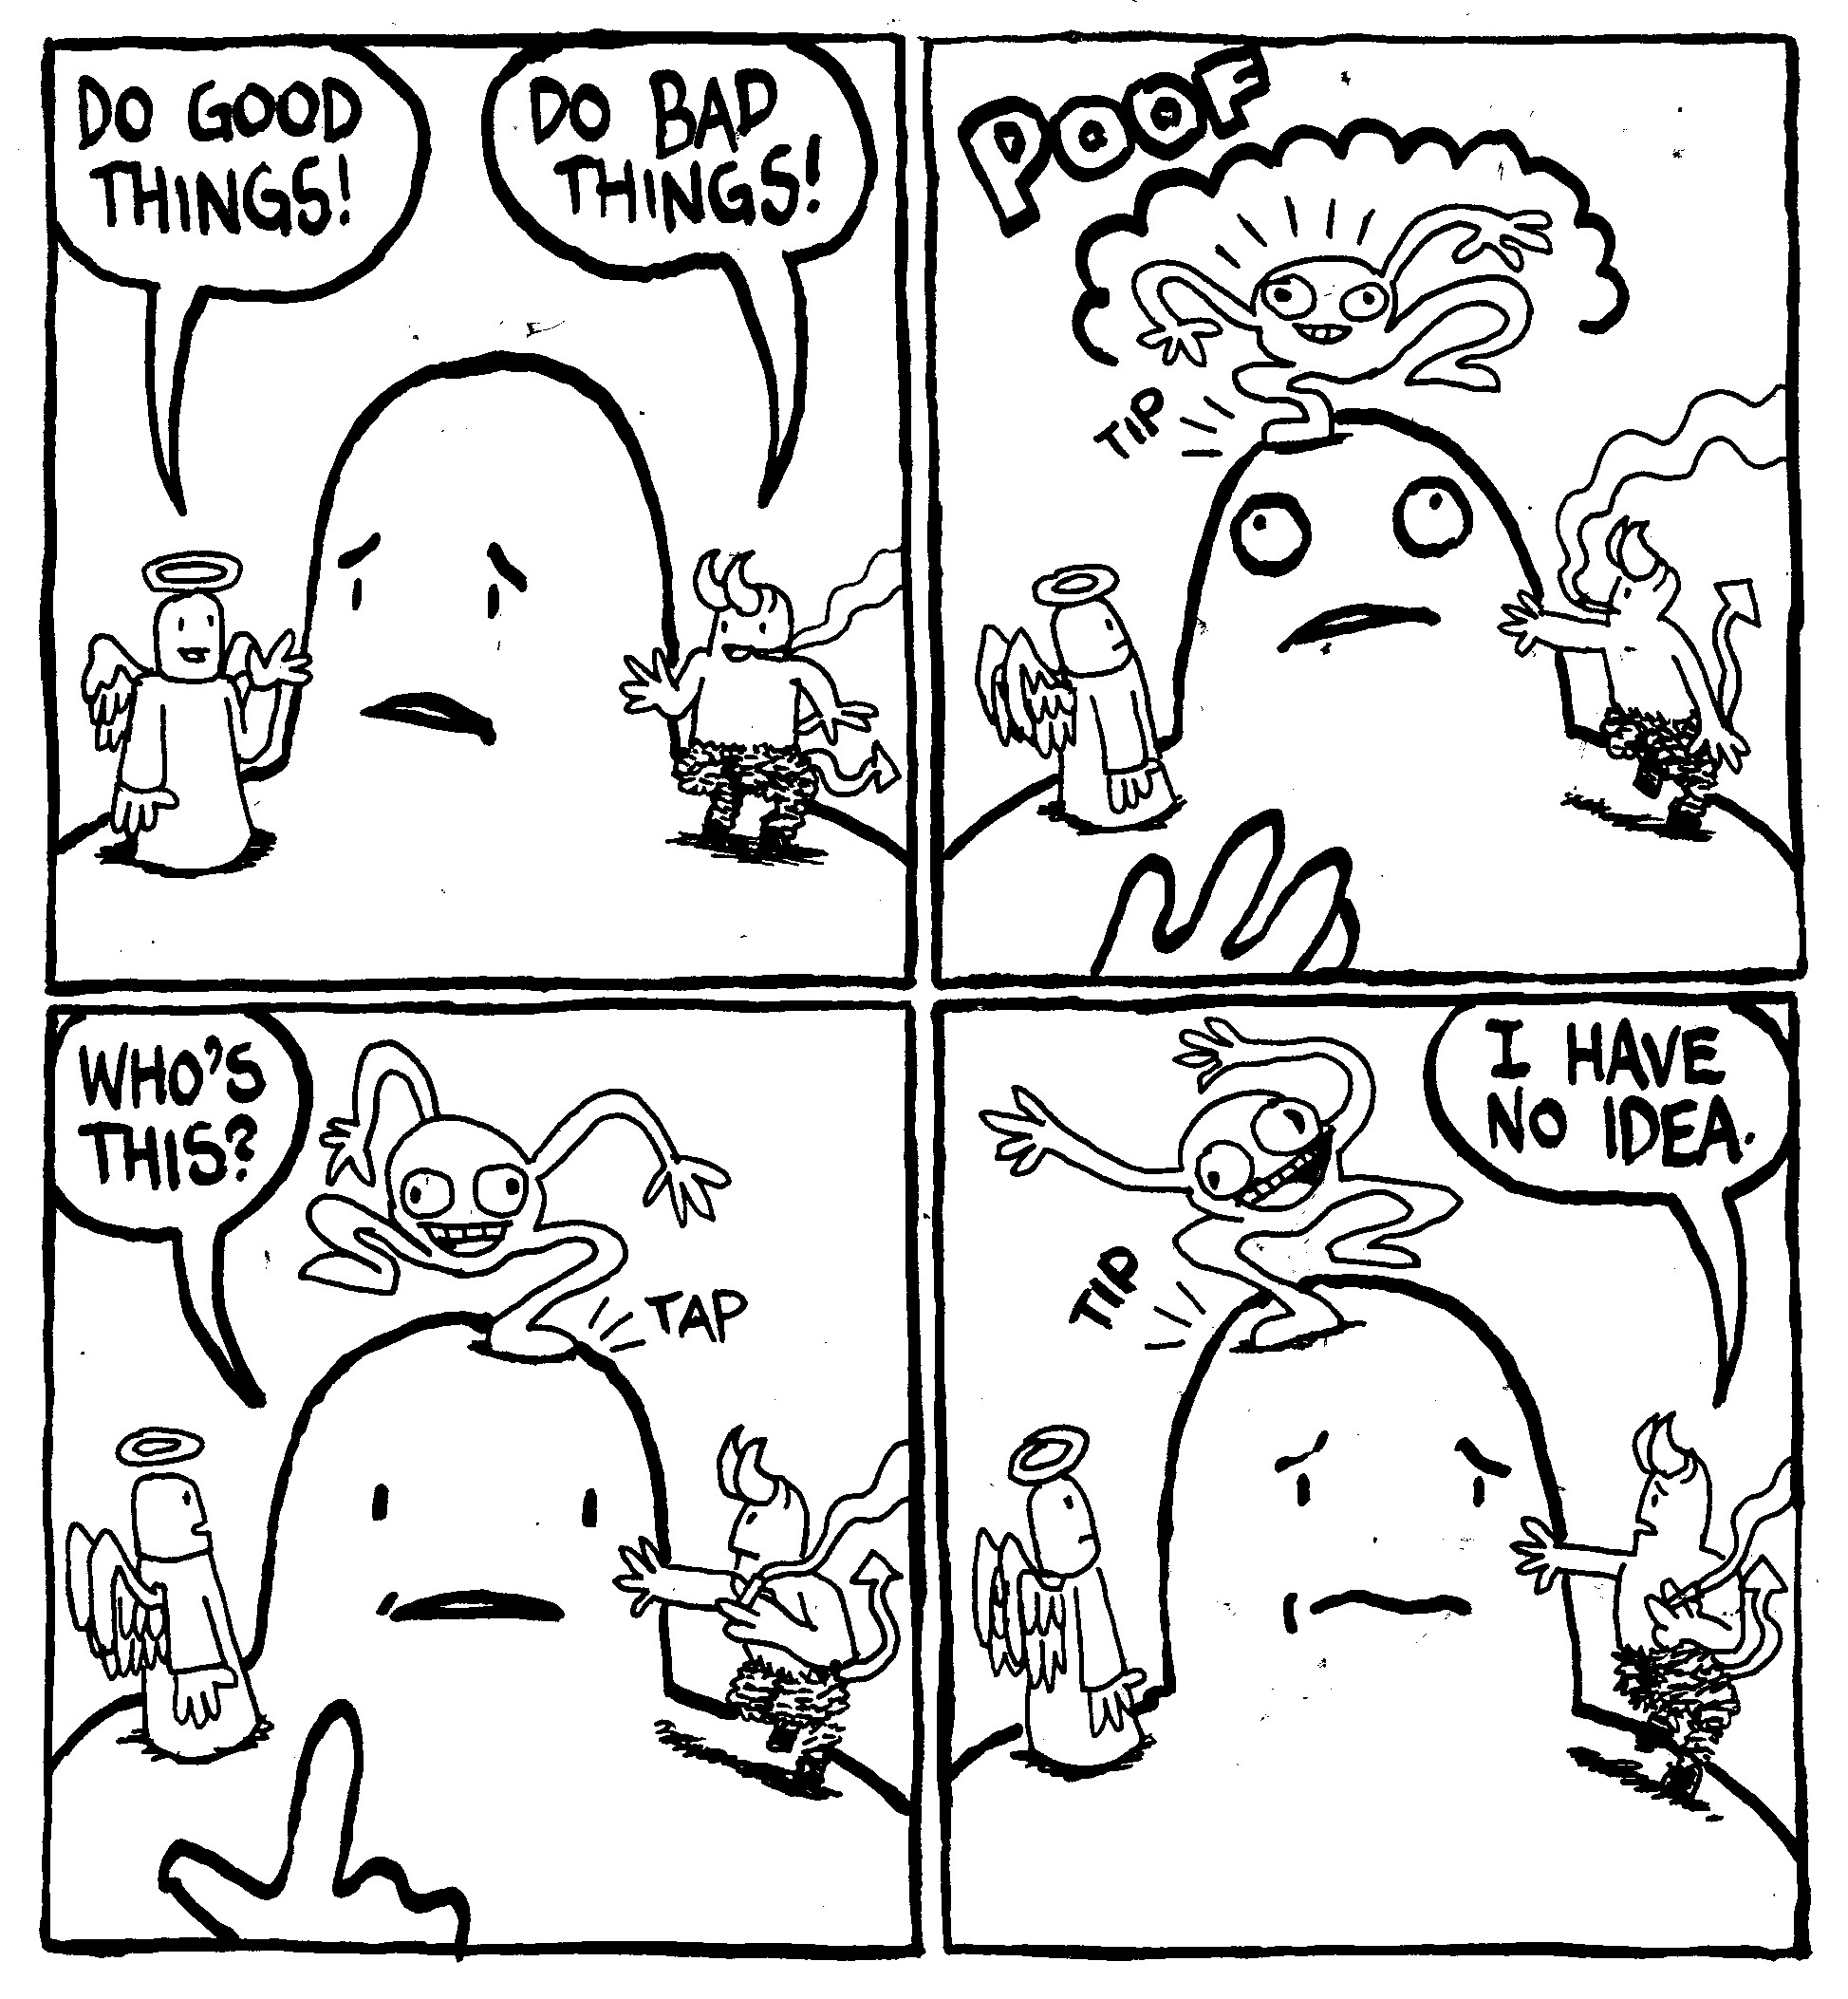 DO GOOD
THINGS!
DO BAD
THINGS!
POOF
TIP
WHO'S
THIS?
TAP
I HAVE
NO IDEA.
TIP